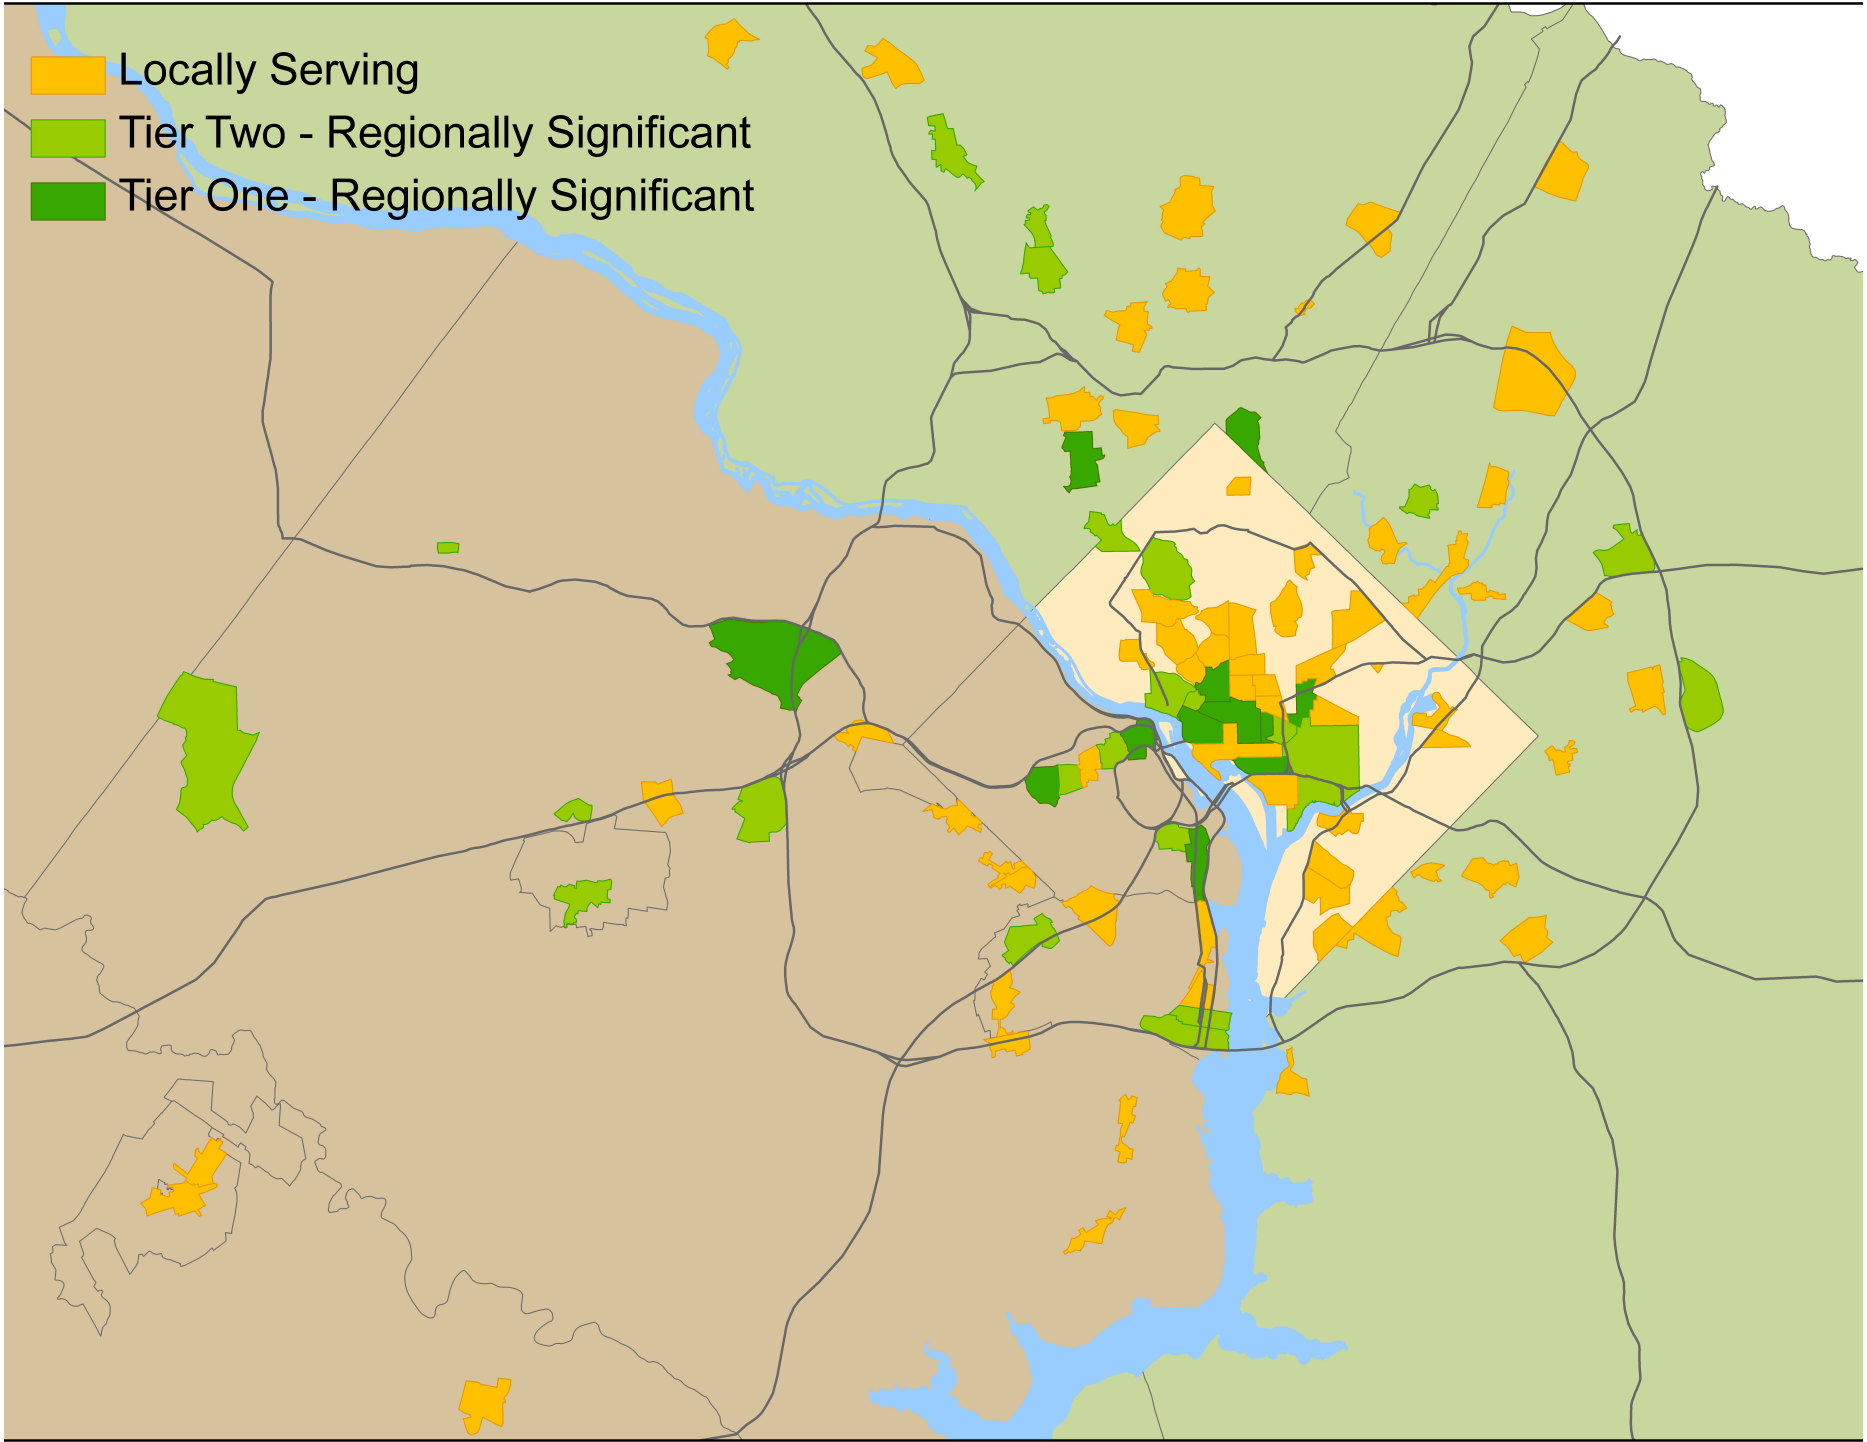 Locally Serving
Tier Two - Regionally Significant
Tier One - Regionally Significant